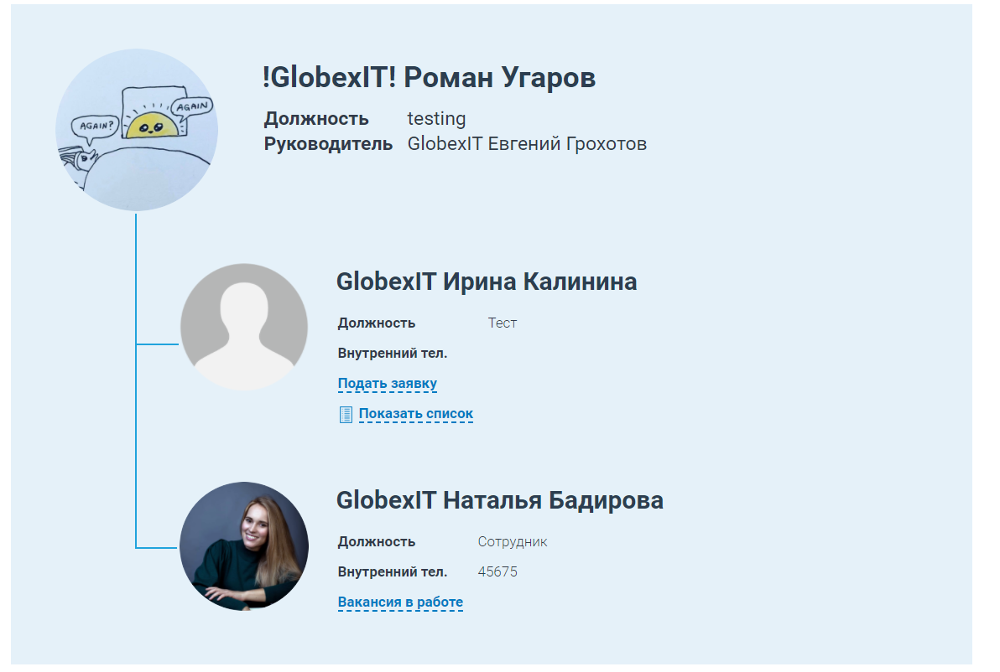 !GlobexIT! Роман Угаров
AGAIN
AGAIN?
Должность testing
Руководитель GlobexIT Евгений Грохотов
GlobexIT Ирина Калинина
Должность Тест
Внутренний тел.
Подать заявку
Показать список
GlobexIT Наталья Бадирова
Должность Сотрудник
Внутренний тел. 45675
Вакансия в работе